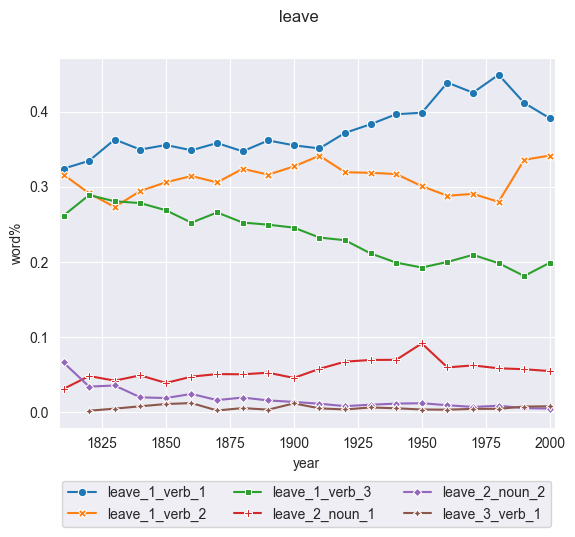 leave
0.4
0.3
0.2
0.1
0.0
word%
1825 1850 1875 1900 1925 1950 1975 2000
year
leave_1_verb_1 leave_1_verb_3 leave_2_noun_2
leave_1_verb_2 leave_2_noun_1 leave_3_verb_1